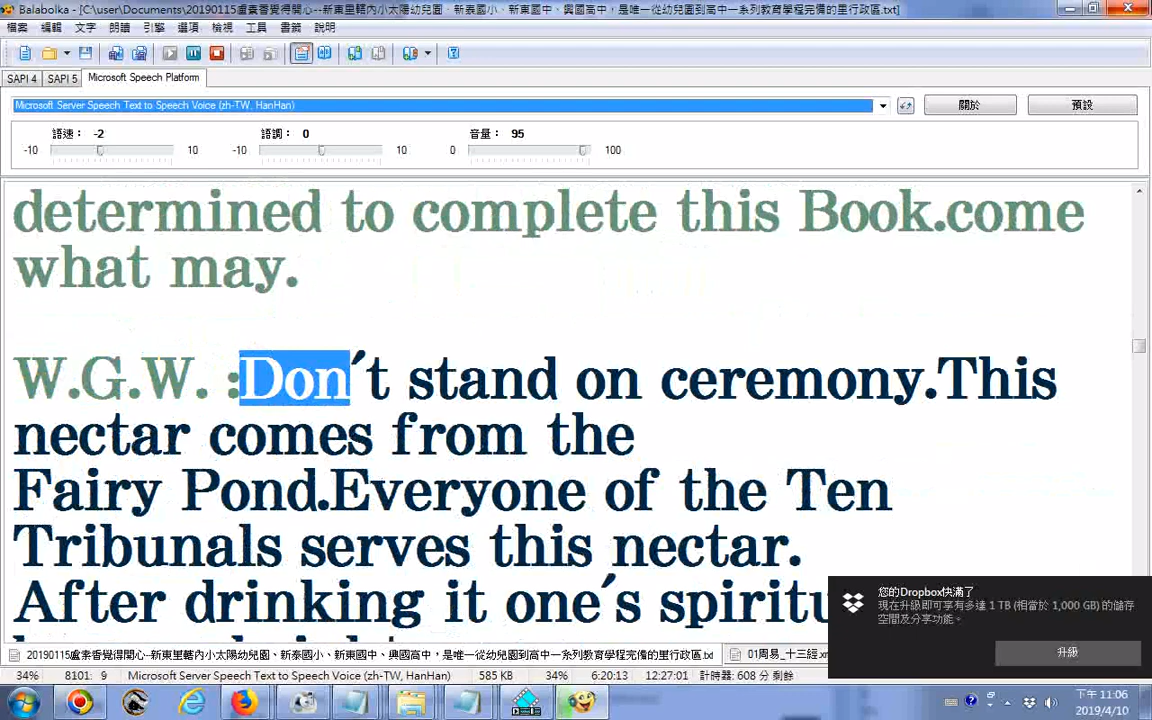 Balabolka - [C:\user\Documents\20190115盧素香覺得開心--新東里轄內小太陽幼兒園、新泰國小、新東國中、興國高中，是唯一從幼兒園到高中一系列教育學程完備的里行政區.txt]
檔案 編輯 文字 朗讀 引擎 選項 檢視 工具 書籤 說明
SAPI 4 SAPI 5 Microsoft Speech Platform
Microsoft Server Speech Text to Speech Voice (zh-TW, HanHan)
關於 預設
語速： -2 語調： 0 音量： 95
-10 10 -10 10 0 100
determined to complete this Book.come
what may.
W.G.W. :Don´t stand on ceremony.This
nectar comes from the
Fairy Pond.Everyone of the Ten
Tribunals serves this nectar.
After drinking it one´s spiritu
您的Dropbox快滿了
現在升級即可享有多達 1 TB (相當於 1,000 GB) 的儲存
空間及分享功能。
升級
20190115盧素香覺得開心--新東里轄內小太陽幼兒園、新泰國小、新東國中、興國高中，是唯一從幼兒園到高中一系列教育學程完備的里行政區.txt 01周易_十三經.
34% 8101: 9 Microsoft Server Speech Text to Speech Voice (zh-TW, HanHan) 585 KB 34% 6:20:13 12:27:01 計時器: 608 分 剩餘
下午 11:06
2019/4/10